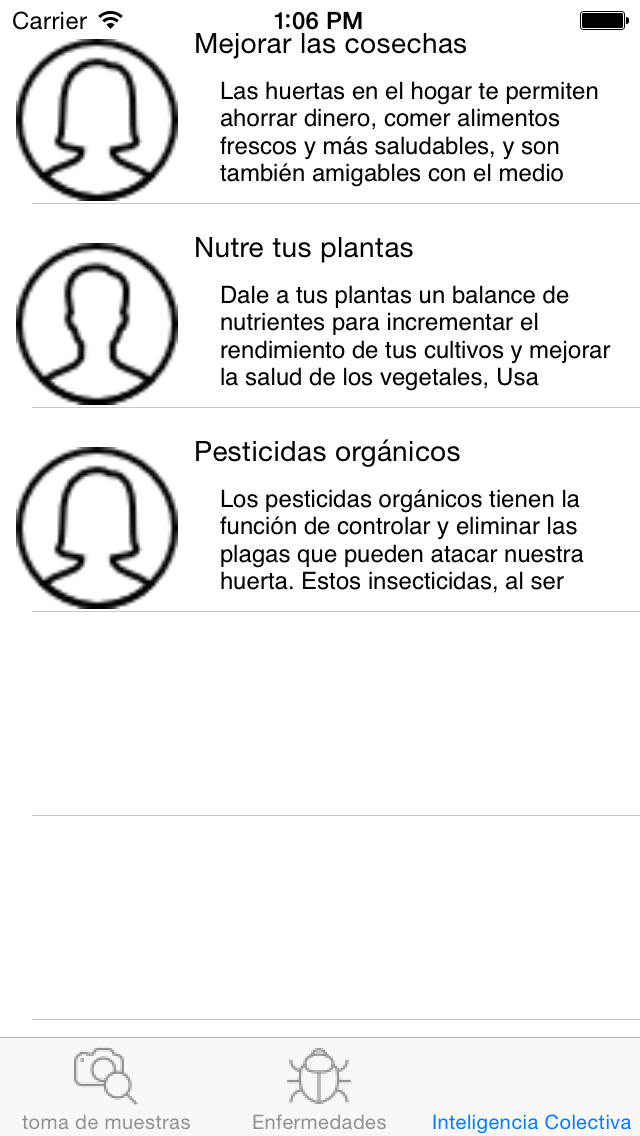 Carrier 1:06 PM
Mejorar las cosechas
Las huertas en el hogar te permiten
ahorrar dinero, comer alimentos
frescos y más saludables, y son
también amigables con el medio
Nutre tus plantas
Dale a tus plantas un balance de
nutrientes para incrementar el
rendimiento de tus cultivos y mejorar
la salud de los vegetales, Usa
Pesticidas orgánicos
Los pesticidas orgánicos tienen la
función de controlar y eliminar las
plagas que pueden atacar nuestra
huerta. Estos insecticidas, al ser
toma de muestras Enfermedades Inteligencia Colectiva